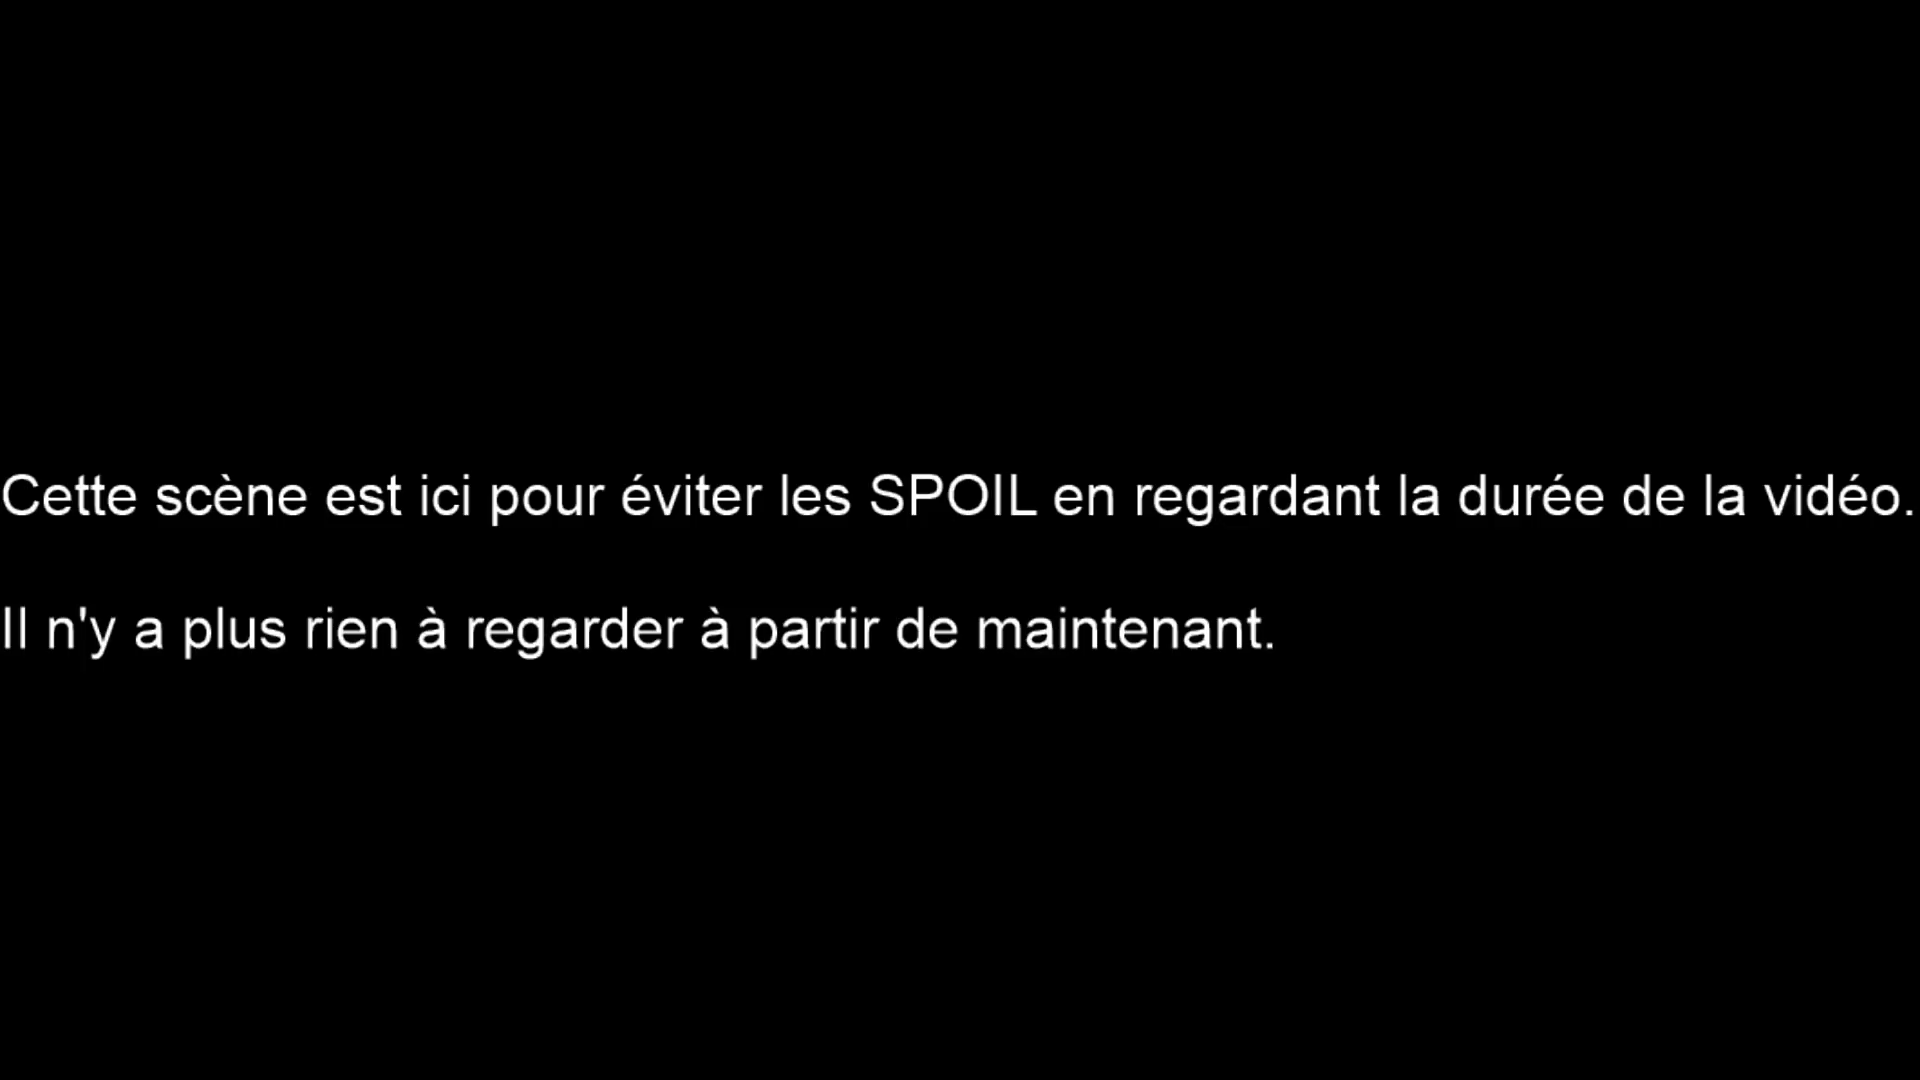 Cette scène est ici pour éviter les SPOIL en regardant la durée de la vidéo.
Il n'y a plus rien à regarder à partir de maintenant.